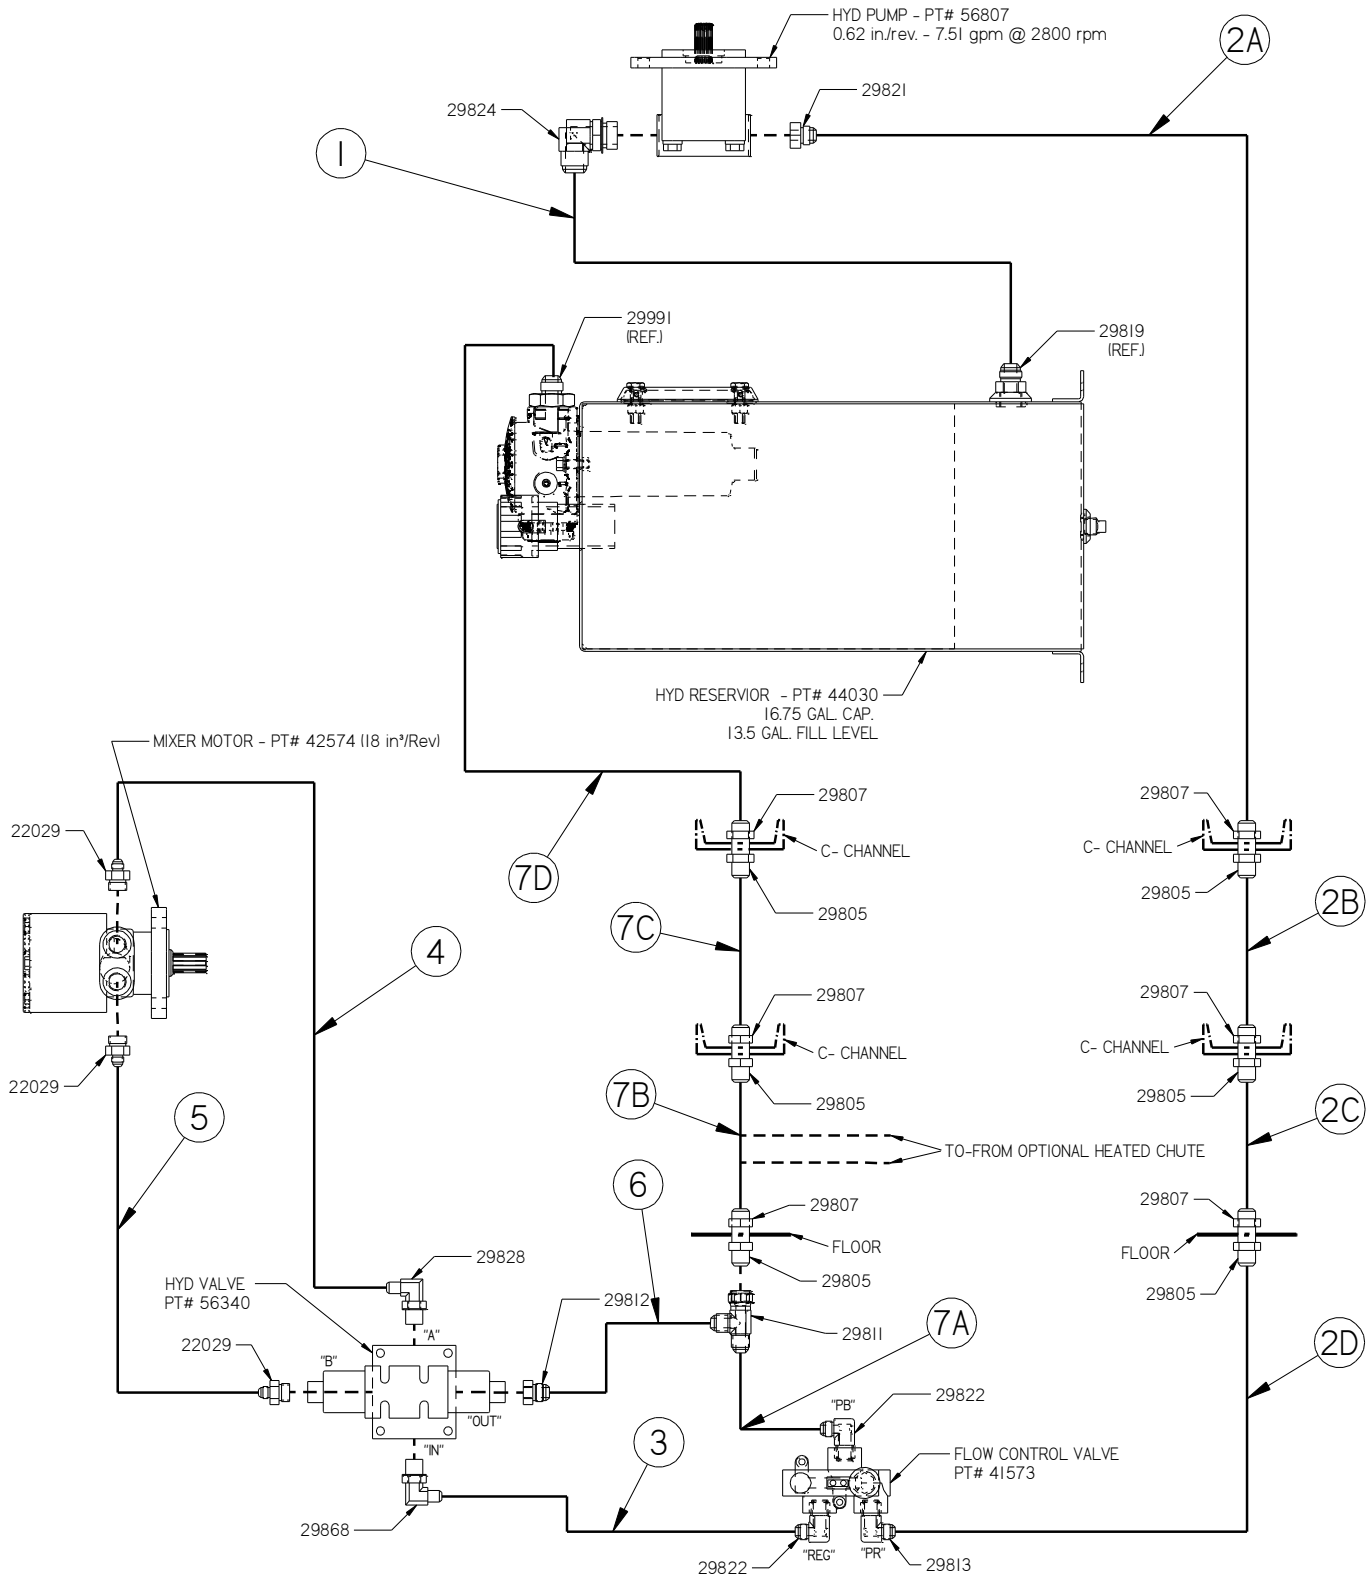 HYD PUMP - PT# 56807
0.62 in./rev. - 7.51 gpm @ 2800 rpm
2A
29821
29824
1
29991
(REF.)
29819
(REF.)
HYD RESERVIOR - PT# 44030
16.75 GAL. CAP.
13.5 GAL. FILL LEVEL
MIXER MOTOR - PT# 42574 (18 in³/Rev)
29807
29807
22029
C- CHANNEL
C- CHANNEL
7D
29805
29805
7C
2B
4
29807
29807
C- CHANNEL
C- CHANNEL
22029
7B
29805
29805
5
2C
TO-FROM OPTIONAL HEATED CHUTE
6
29807
29807
FLOOR
FLOOR
29828
HYD VALVE
PT# 56340
29805
29805
29812
29811
7A
"A"
22029
"B"
2D
"OUT"
"PB"
29822
"IN"
3
FLOW CONTROL VALVE
PT# 41573
29868
29822
"REG"
"PR"
29813